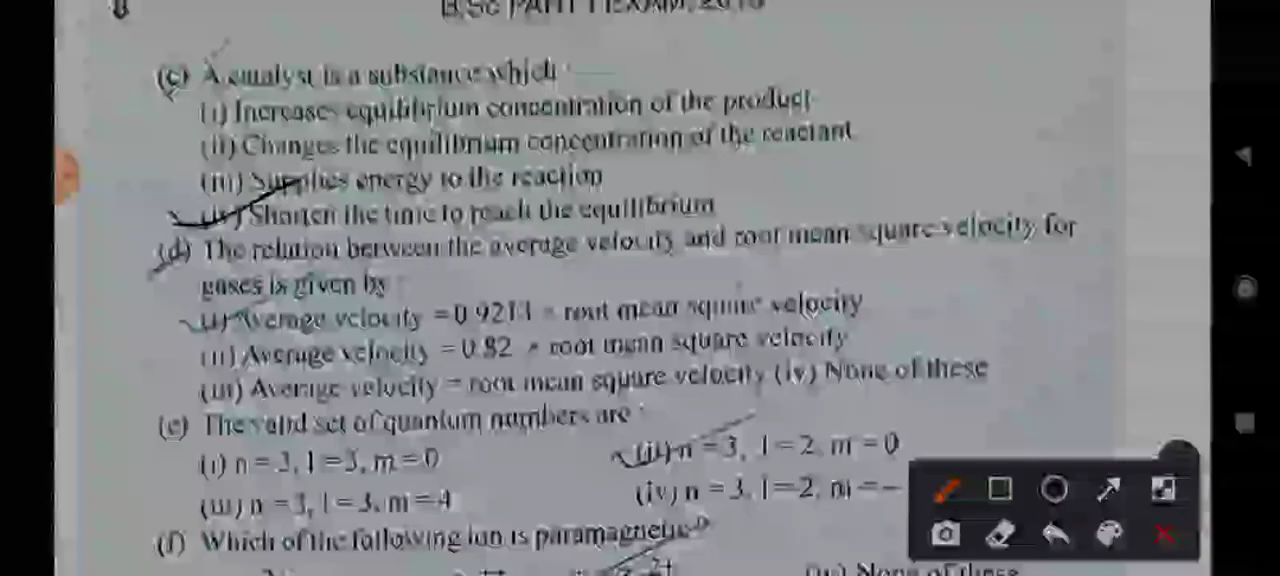 B.Sc PART I EXAM, 2018
(c) A catalyst is a substance which :
(i) Increases equilibrium concentration of the product
(ii) Changes the equilibrium concentration of the reactant
(iii) Supplies energy to the reaction
(iv) Shorten the time to reach the equilibrium
(d) The relation between the average velocity and root mean square velocity for
gases is given by :
(i) Average velocity = 0.9213 × root mean square velocity
(ii) Average velocity = 0.82 × root mean square velocity
(iii) Average velocity = root mean square velocity (iv) None of these
(e) The valid set of quantum numbers are :
(i) n = 3, l = 3, m = 0 (ii) n = 3, l = 2, m = 0
(iii) n = 3, l = 3, m = 4 (iv) n = 3, l = 2, m = –
(f) Which of the following ion is paramagnetic
2+ None of these